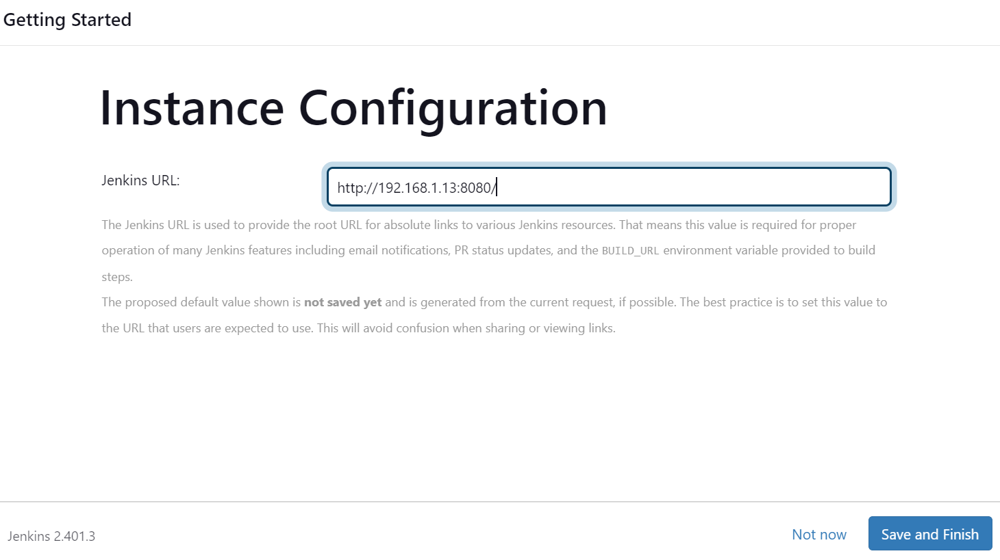 Getting Started
Instance Configuration
Jenkins URL:
http://192.168.1.13:8080/
The Jenkins URL is used to provide the root URL for absolute links to various Jenkins resources. That means this value is required for proper
operation of many Jenkins features including email notifications, PR status updates, and the BUILD_URL environment variable provided to build
steps.
The proposed default value shown is not saved yet and is generated from the current request, if possible. The best practice is to set this value to
the URL that users are expected to use. This will avoid confusion when sharing or viewing links.
Jenkins 2.401.3
Not now
Save and Finish